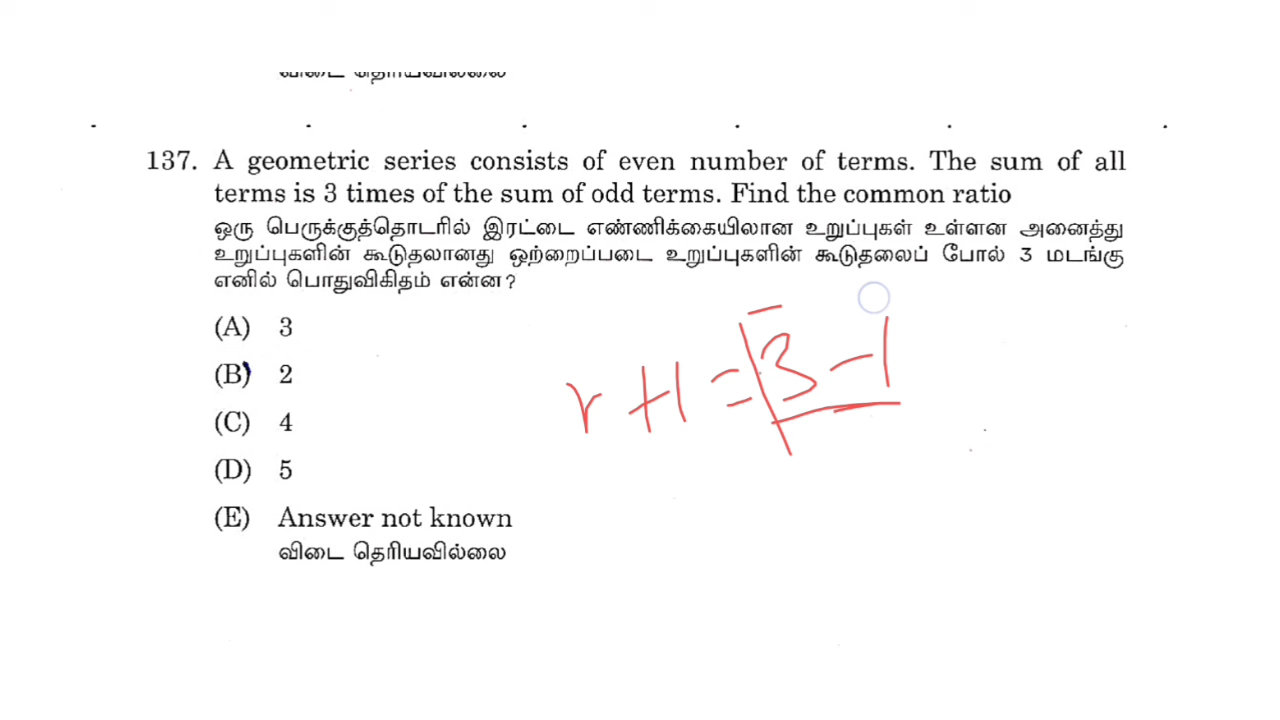 விடை தெரியவில்லை
137. A geometric series consists of even number of terms. The sum of all
terms is 3 times of the sum of odd terms. Find the common ratio
ஒரு பெருக்குத்தொடரில் இரட்டை எண்ணிக்கையிலான உறுப்புகள் உள்ளன அனைத்து
உறுப்புகளின் கூடுதலானது ஒற்றைப்படை உறுப்புகளின் கூடுதலைப் போல் 3 மடங்கு
எனில் பொதுவிகிதம் என்ன?
(A) 3
(B) 2
(C) 4
(D) 5
(E) Answer not known
விடை தெரியவில்லை
r + 1 = 3 - 1